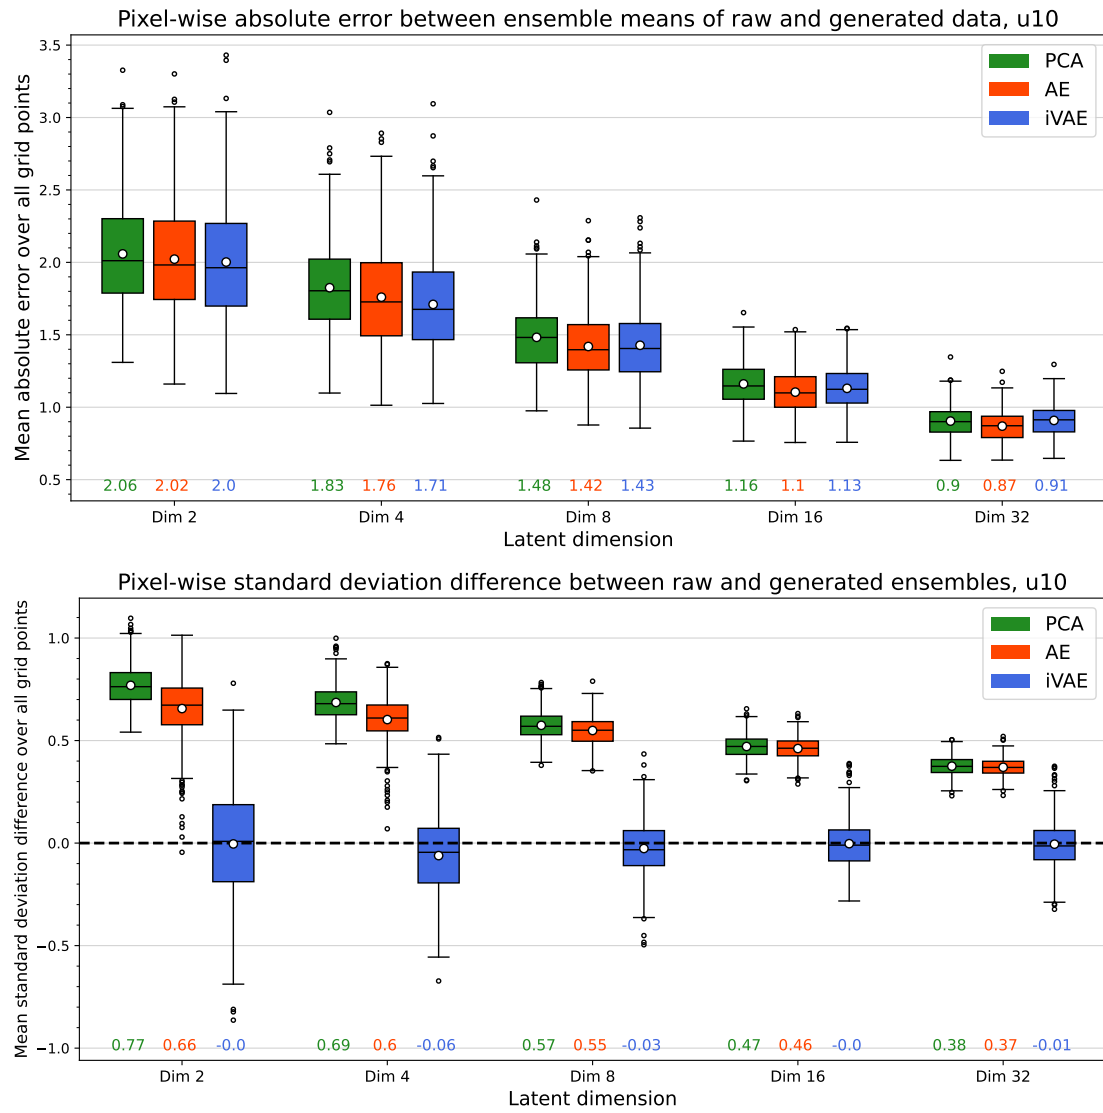 Pixel-wise absolute error between ensemble means of raw and generated data, u10
Mean absolute error over all grid points
3.5
3.0
2.5
2.0
1.5
1.0
0.5
PCA
AE
iVAE
2.06 2.02 2.0 1.83 1.76 1.71 1.48 1.42 1.43 1.16 1.1 1.13 0.9 0.87 0.91
Dim 2 Dim 4 Dim 8 Dim 16 Dim 32
Latent dimension
Pixel-wise standard deviation difference between raw and generated ensembles, u10
Mean standard deviation difference over all grid points
1.0
0.5
0.0
−0.5
−1.0
PCA
AE
iVAE
0.77 0.66 -0.0 0.69 0.6 -0.06 0.57 0.55 -0.03 0.47 0.46 -0.0 0.38 0.37 -0.01
Dim 2 Dim 4 Dim 8 Dim 16 Dim 32
Latent dimension